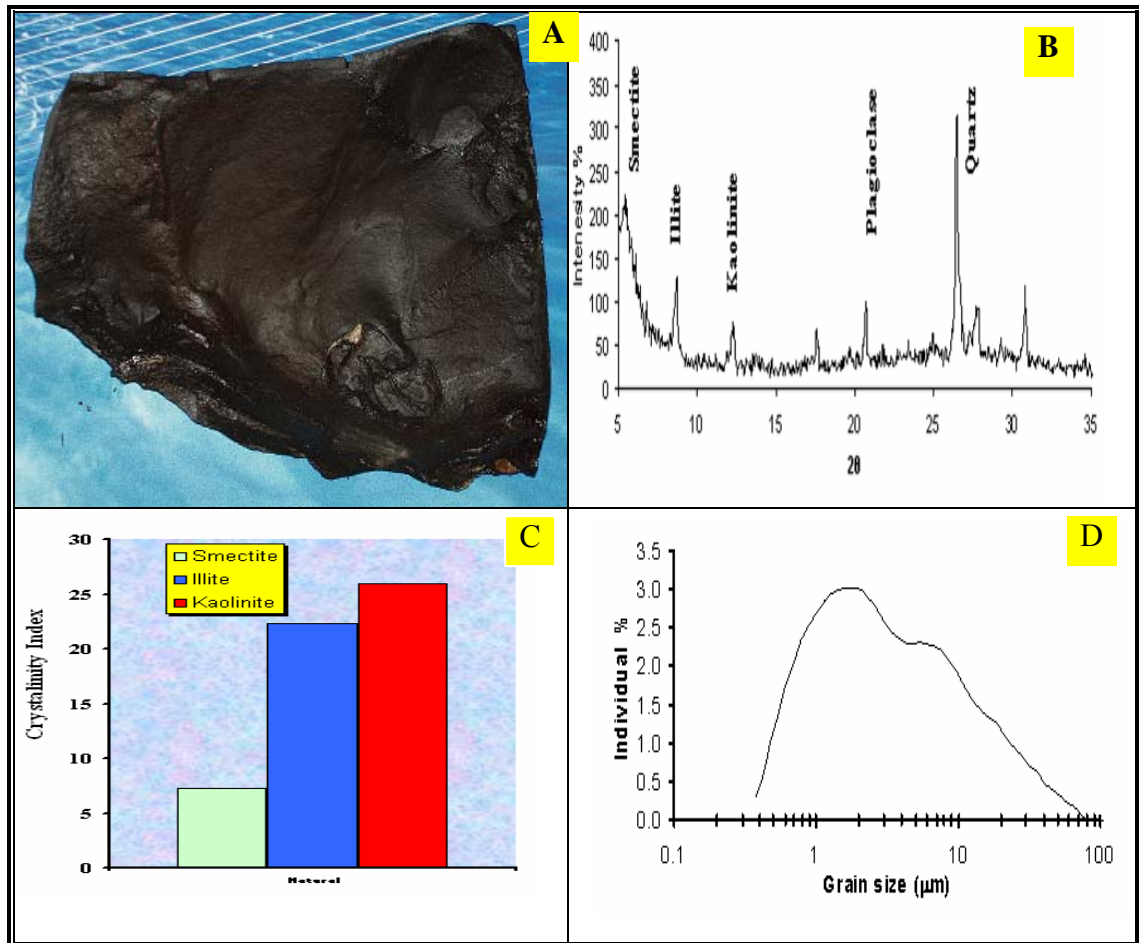 A
B
400
350
300
250
200
150
100
50
0
Intenesity %
Smectite
Illite
Kaolinite
Plagioclase
Quartz
5 10 15 20 25 30 35
2θ
C
30
25
20
15
10
5
0
Crystalinity Index
Smectite
Illite
Kaolinite
Natural
D
3.5
3.0
2.5
2.0
1.5
1.0
0.5
0.0
Individual %
0.1 1 10 100
Grain size (µm)